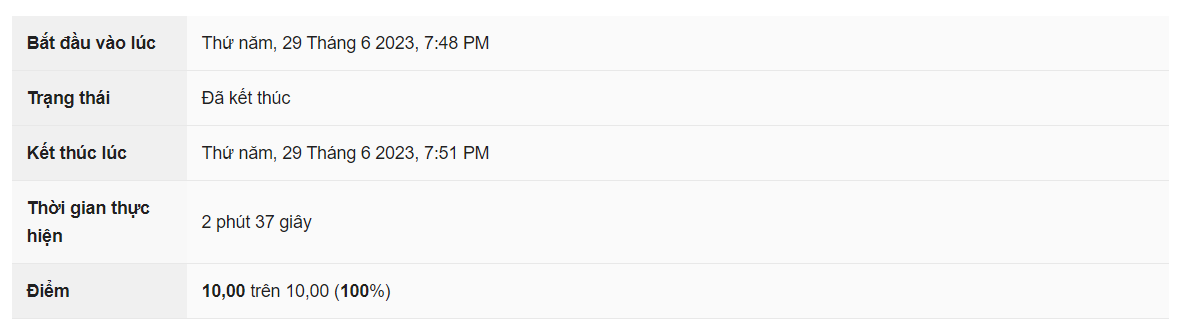 Bắt đầu vào lúc Thứ năm, 29 Tháng 6 2023, 7:48 PM
Trạng thái Đã kết thúc
Kết thúc lúc Thứ năm, 29 Tháng 6 2023, 7:51 PM
Thời gian thực
hiện 2 phút 37 giây
Điểm 10,00 trên 10,00 (100%)